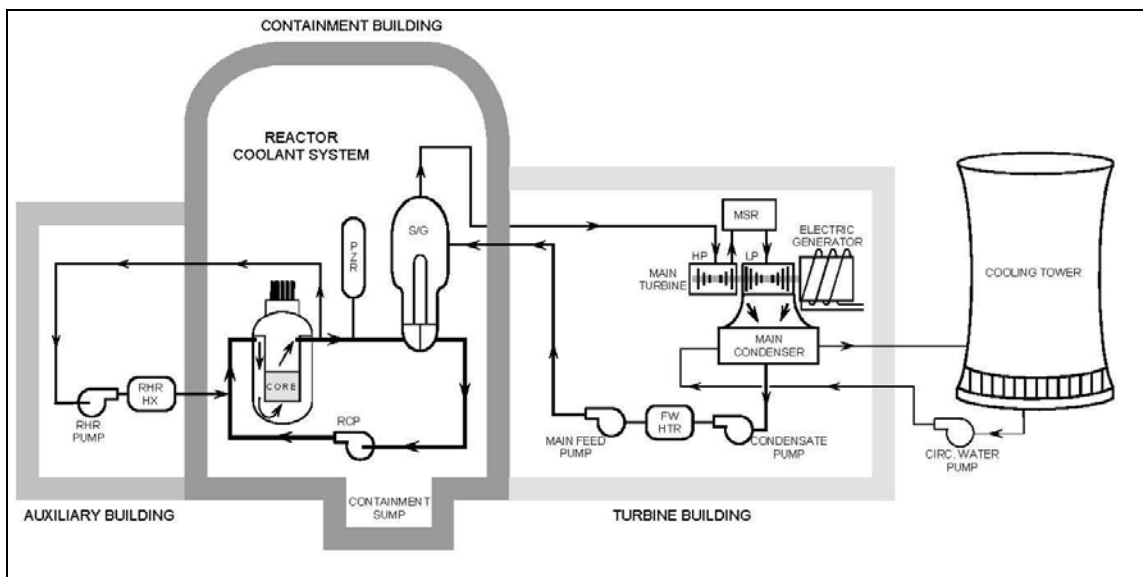 CONTAINMENT BUILDING
REACTOR
COOLANT SYSTEM
PZR
S/G
MSR
HP
LP
ELECTRIC
GENERATOR
MAIN
TURBINE
COOLING TOWER
MAIN
CONDENSER
CORE
RHR
HX
RHR
PUMP
RCP
MAIN FEED
PUMP
FW
HTR
CONDENSATE
PUMP
CIRC. WATER
PUMP
CONTAINMENT
SUMP
AUXILIARY BUILDING
TURBINE BUILDING